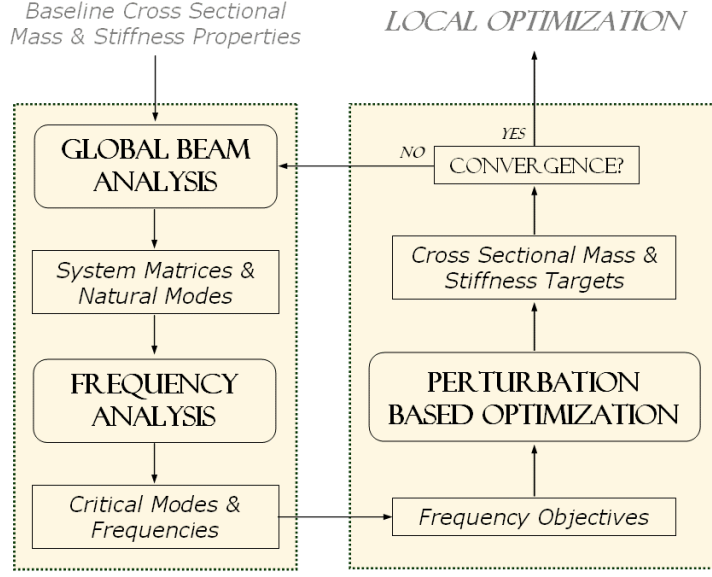 Baseline Cross Sectional
Mass & Stiffness Properties
GLOBAL BEAM
ANALYSIS
System Matrices &
Natural Modes
FREQUENCY
ANALYSIS
Critical Modes &
Frequencies
LOCAL OPTIMIZATION
YES
NO
CONVERGENCE?
Cross Sectional Mass &
Stiffness Targets
PERTURBATION
BASED OPTIMIZATION
Frequency Objectives